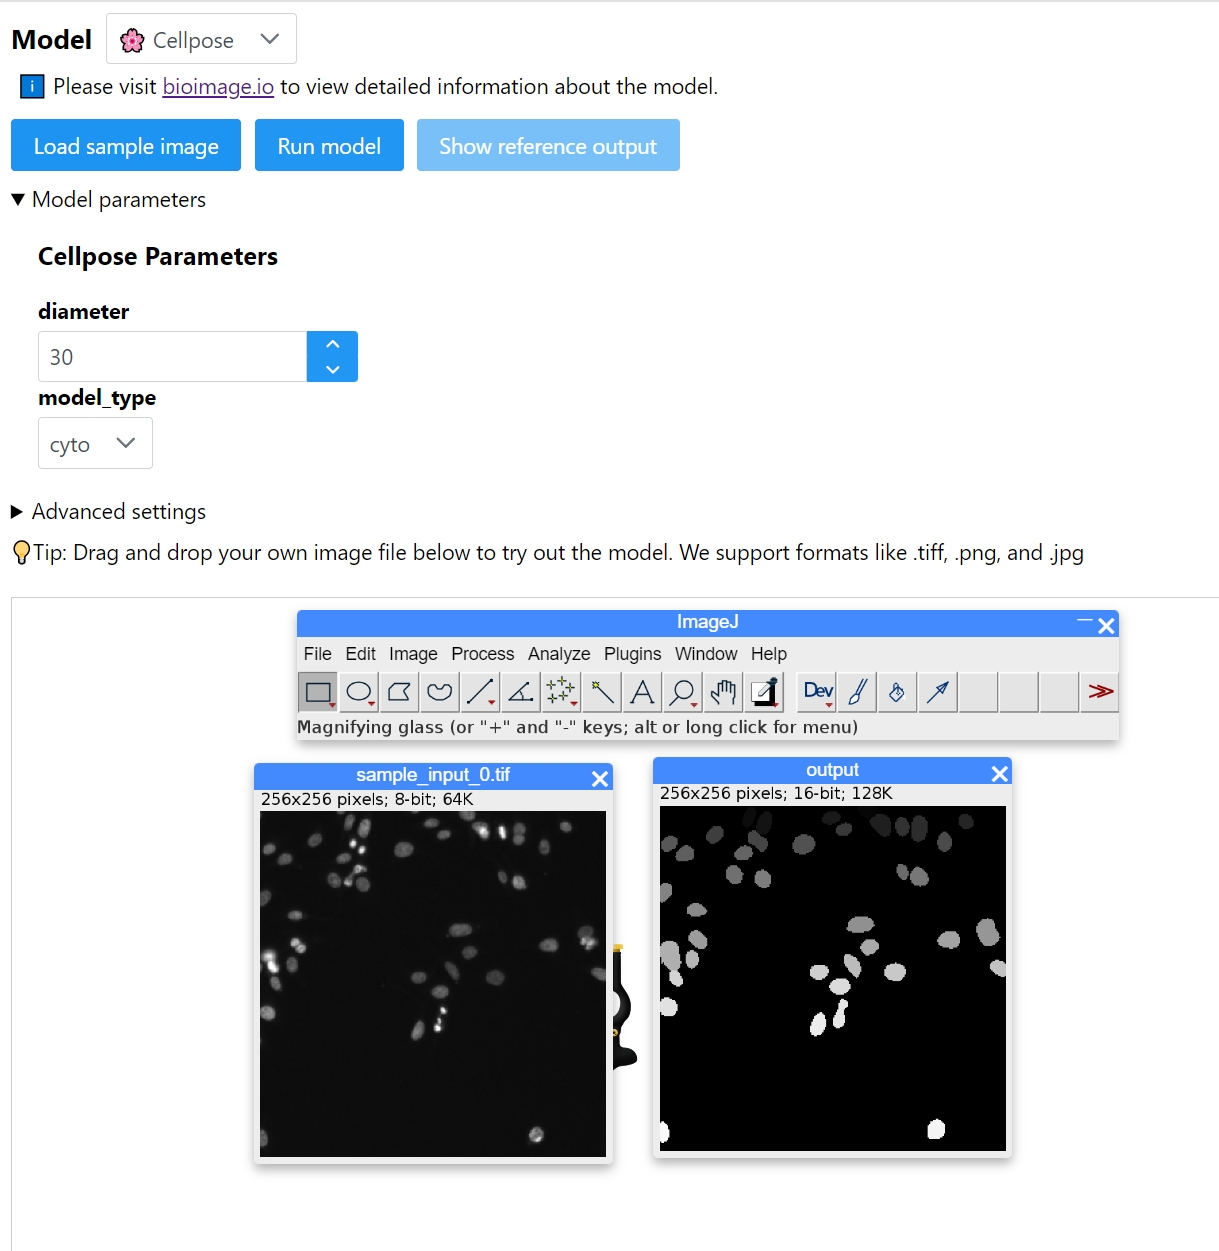 Model 🌸 Cellpose
i Please visit bioimage.io to view detailed information about the model.
Load sample image Run model Show reference output
▼ Model parameters
Cellpose Parameters
diameter
30
model_type
cyto
▶ Advanced settings
💡Tip: Drag and drop your own image file below to try out the model. We support formats like .tiff, .png, and .jpg
ImageJ
File Edit Image Process Analyze Plugins Window Help
A Dev >>
Magnifying glass (or "+" and "-" keys; alt or long click for menu)
sample_input_0.tif
256x256 pixels; 8-bit; 64K
output
256x256 pixels; 16-bit; 128K